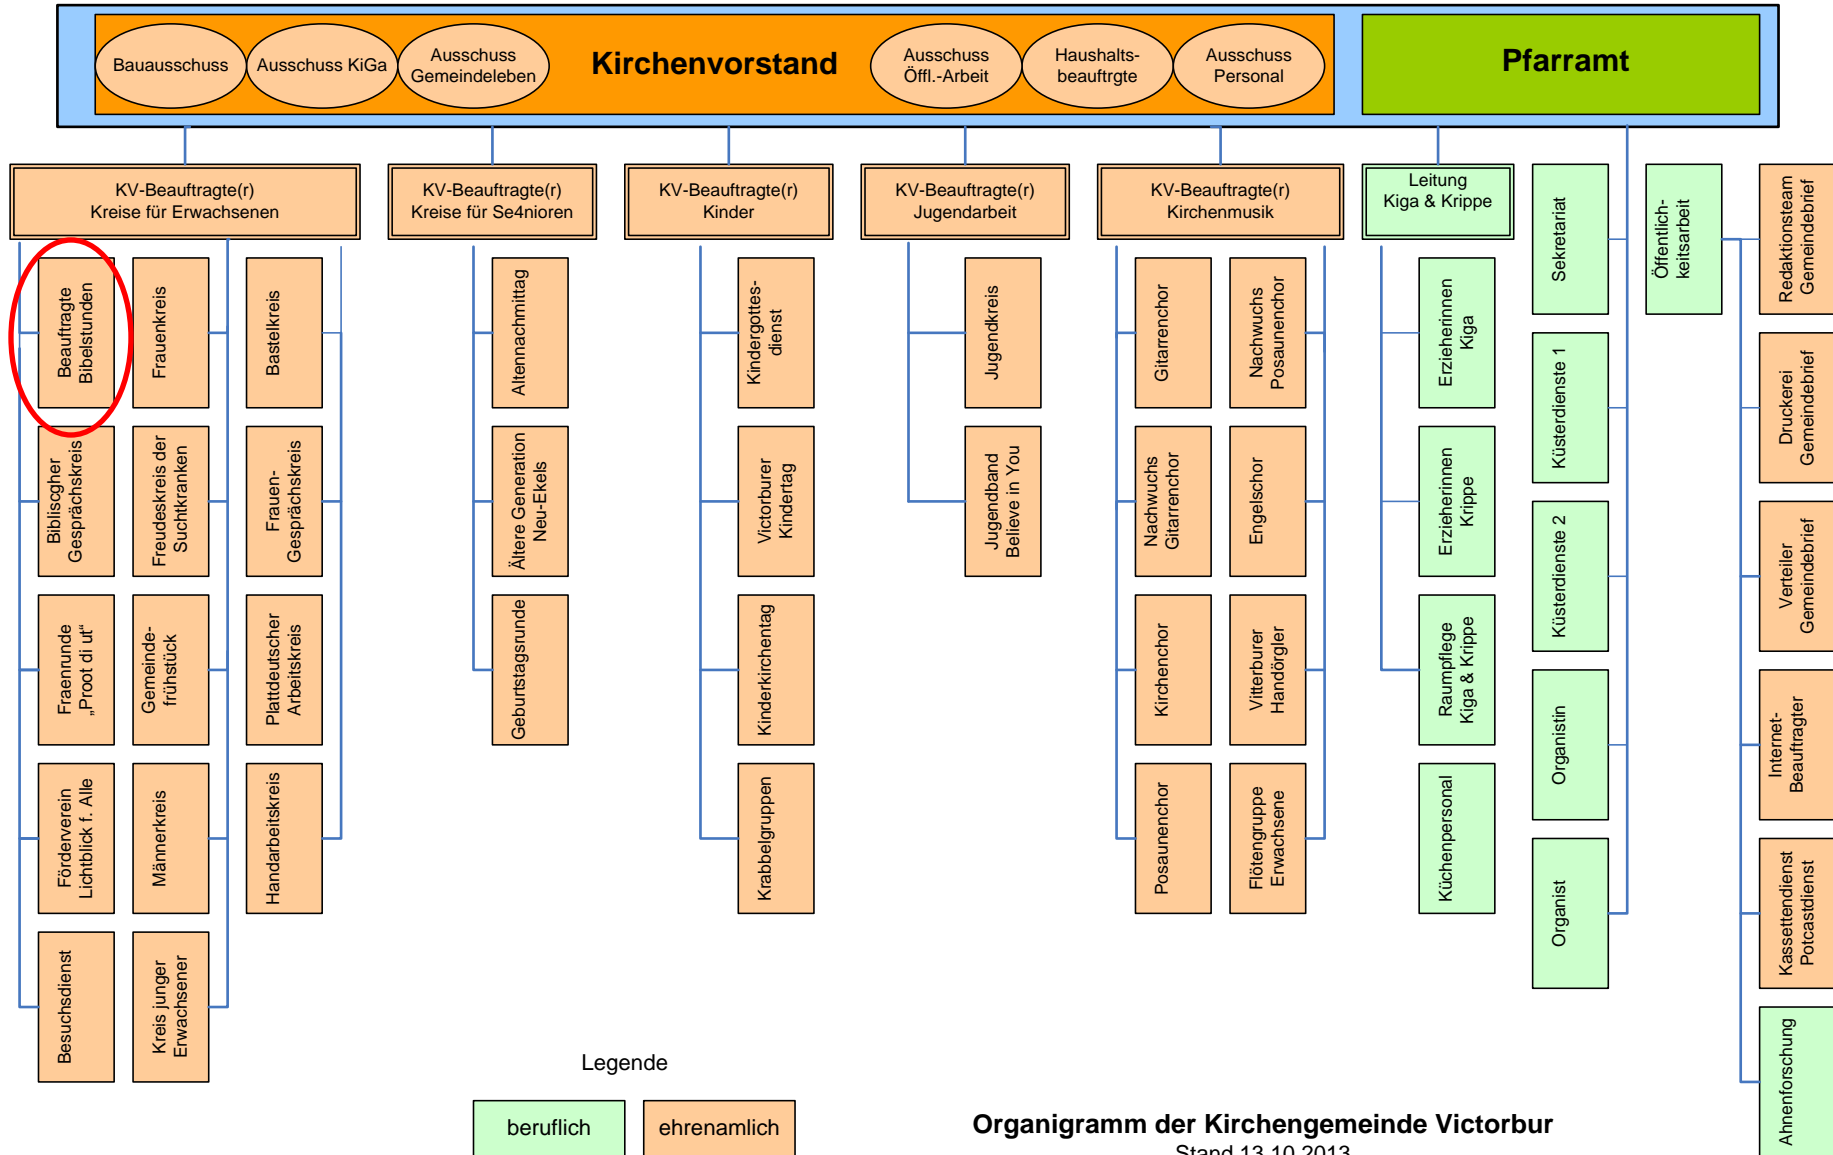 Bauausschuss
Ausschuss KiGa
Ausschuss
Gemeindeleben
Kirchenvorstand
Ausschuss
Öffl.-Arbeit
Haushalts-
beauftrgte
Ausschuss
Personal
Pfarramt
KV-Beauftragte(r)
Kreise für Erwachsenen
KV-Beauftragte(r)
Kreise für Se4nioren
KV-Beauftragte(r)
Kinder
KV-Beauftragte(r)
Jugendarbeit
KV-Beauftragte(r)
Kirchenmusik
Leitung
Kiga & Krippe
Beauftragte
Bibelstunden
Bibliscgher
Gesprächskreis
Fraenrunde
„Proot di ut“
Förderverein
Lichtblick f. Alle
Besuchsdienst
Frauenkreis
Freudeskreis der
Suchtkranken
Gemeinde-
frühstück
Männerkreis
Kreis junger
Erwachsener
Bastelkreis
Frauen-
Gesprächskreis
Plattdeutscher
Arbeitskreis
Handarbeitskreis
Altennachmittag
Ältere Generation
Neu-Ekels
Geburtstagsrunde
Kindergottes-
dienst
Victorburer
Kindertag
Kinderkirchentag
Krabbelgruppen
Jugendkreis
Jugendband
Believe in You
Gitarrenchor
Nachwuchs
Gitarrenchor
Kirchenchor
Posaunenchor
Nachwuchs
Posaunenchor
Engelschor
Vitterburer
Handörgler
Flötengruppe
Erwachsene
Erzieherinnen
Kiga
Erzieherinnen
Krippe
Raumpflege
Kiga & Krippe
Küchenpersonal
Sekretariat
Küsterdienste 1
Küsterdienste 2
Organistin
Organist
Öffentlich-
keitsarbeit
Redaktionsteam
Gemeindebrief
Druckerei
Gemeindebrief
Verteiler
Gemeindebrief
Internet-
Beauftragter
Kassettendienst
Potcastdienst
Ahnenforschung
Legende
beruflich
ehrenamlich
Organigramm der Kirchengemeinde Victorbur
Stand 13.10.2013